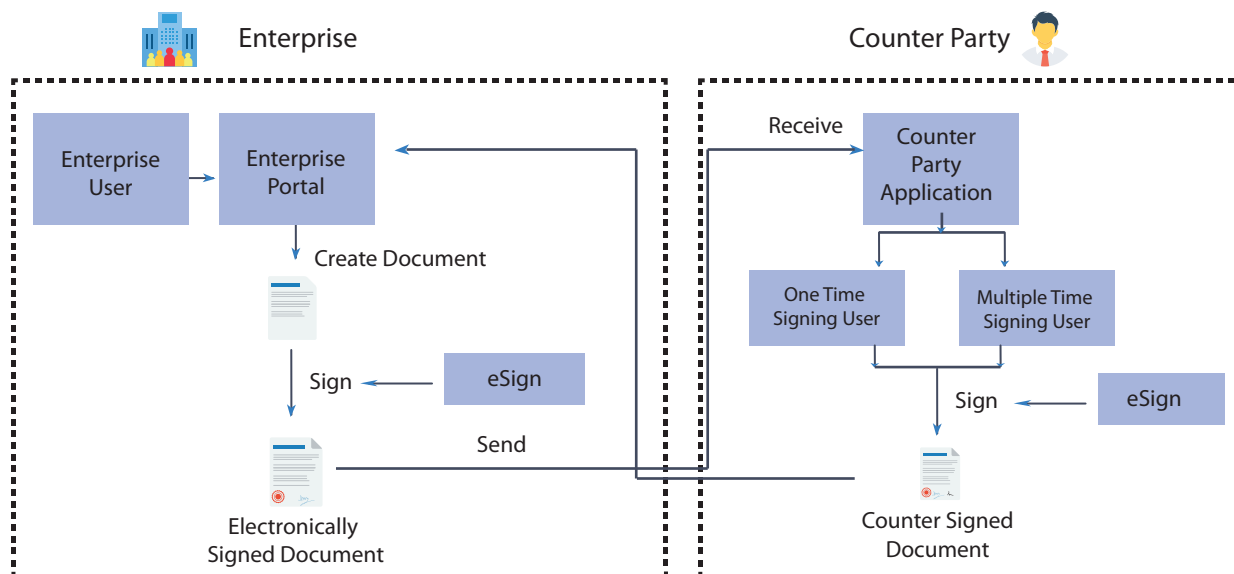 Enterprise
Counter Party
Enterprise
User
Enterprise
Portal
Create Document
Sign
eSign
Send
Electronically
Signed Document
Receive
Counter
Party
Application
One Time
Signing User
Multiple Time
Signing User
Sign
eSign
Counter Signed
Document